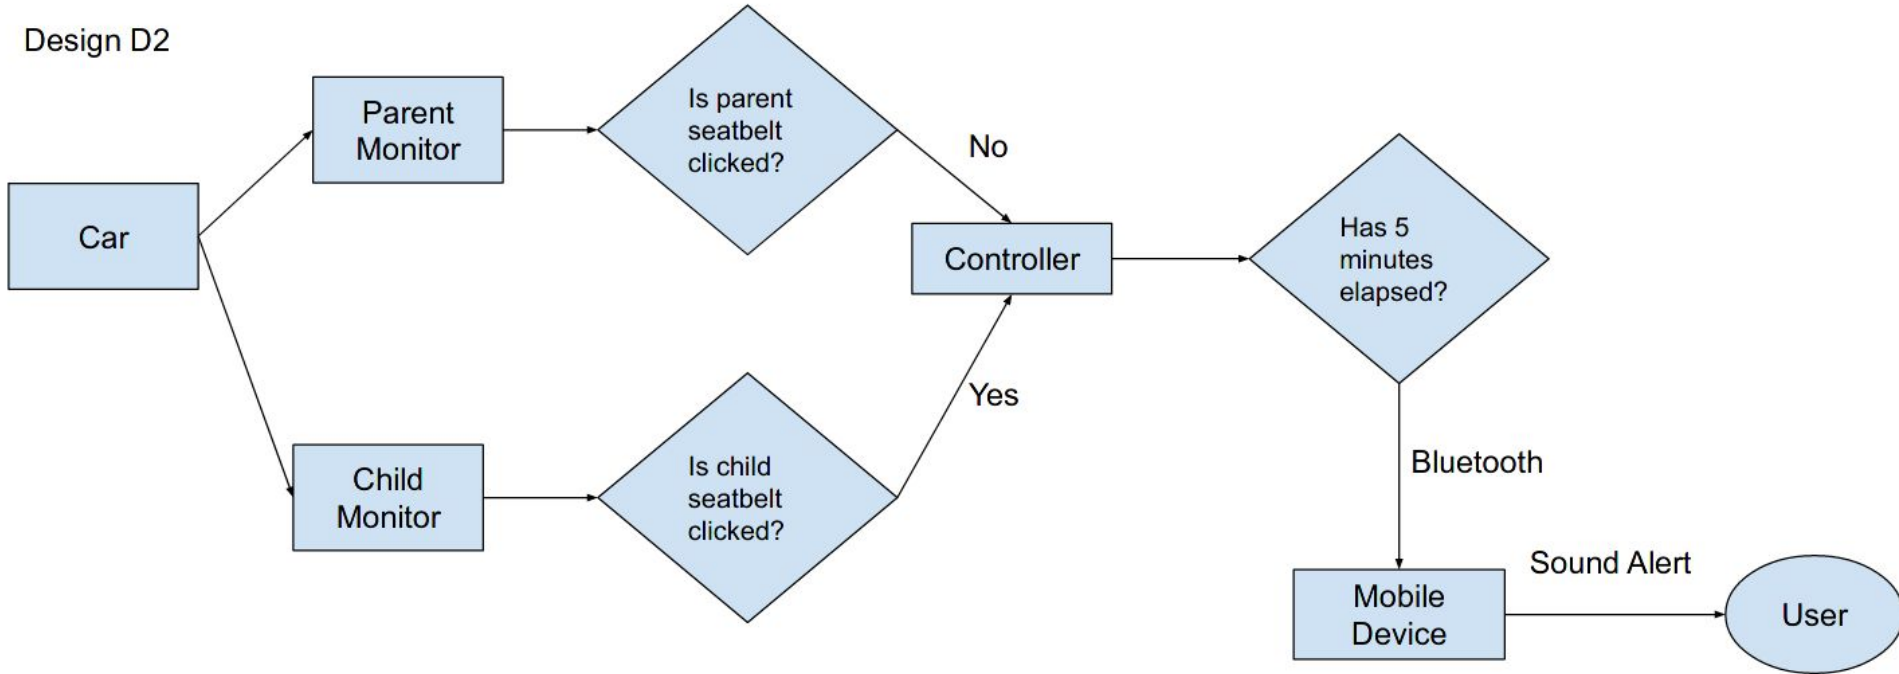 Design D2
Car
Parent
Monitor
Is parent
seatbelt
clicked?
No
Controller
Has 5
minutes
elapsed?
Child
Monitor
Is child
seatbelt
clicked?
Yes
Bluetooth
Mobile
Device
Sound Alert
User